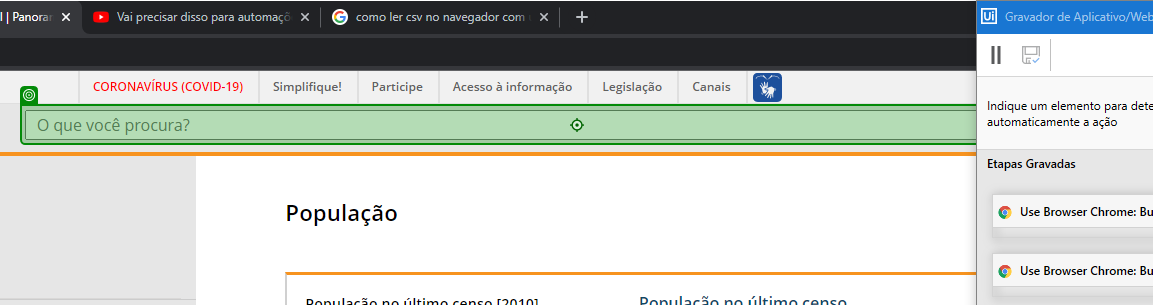 l | Panorar
Vai precisar disso para automaçõ
como ler csv no navegador com
Ui Gravador de Aplicativo/Web
CORONAVÍRUS (COVID-19) Simplifique! Participe Acesso à informação Legislação Canais
Indique um elemento para dete
automaticamente a ação
O que você procura?
Etapas Gravadas
População
Use Browser Chrome: Bu
Use Browser Chrome: Bu
População no último censo [2010]
População no último censo